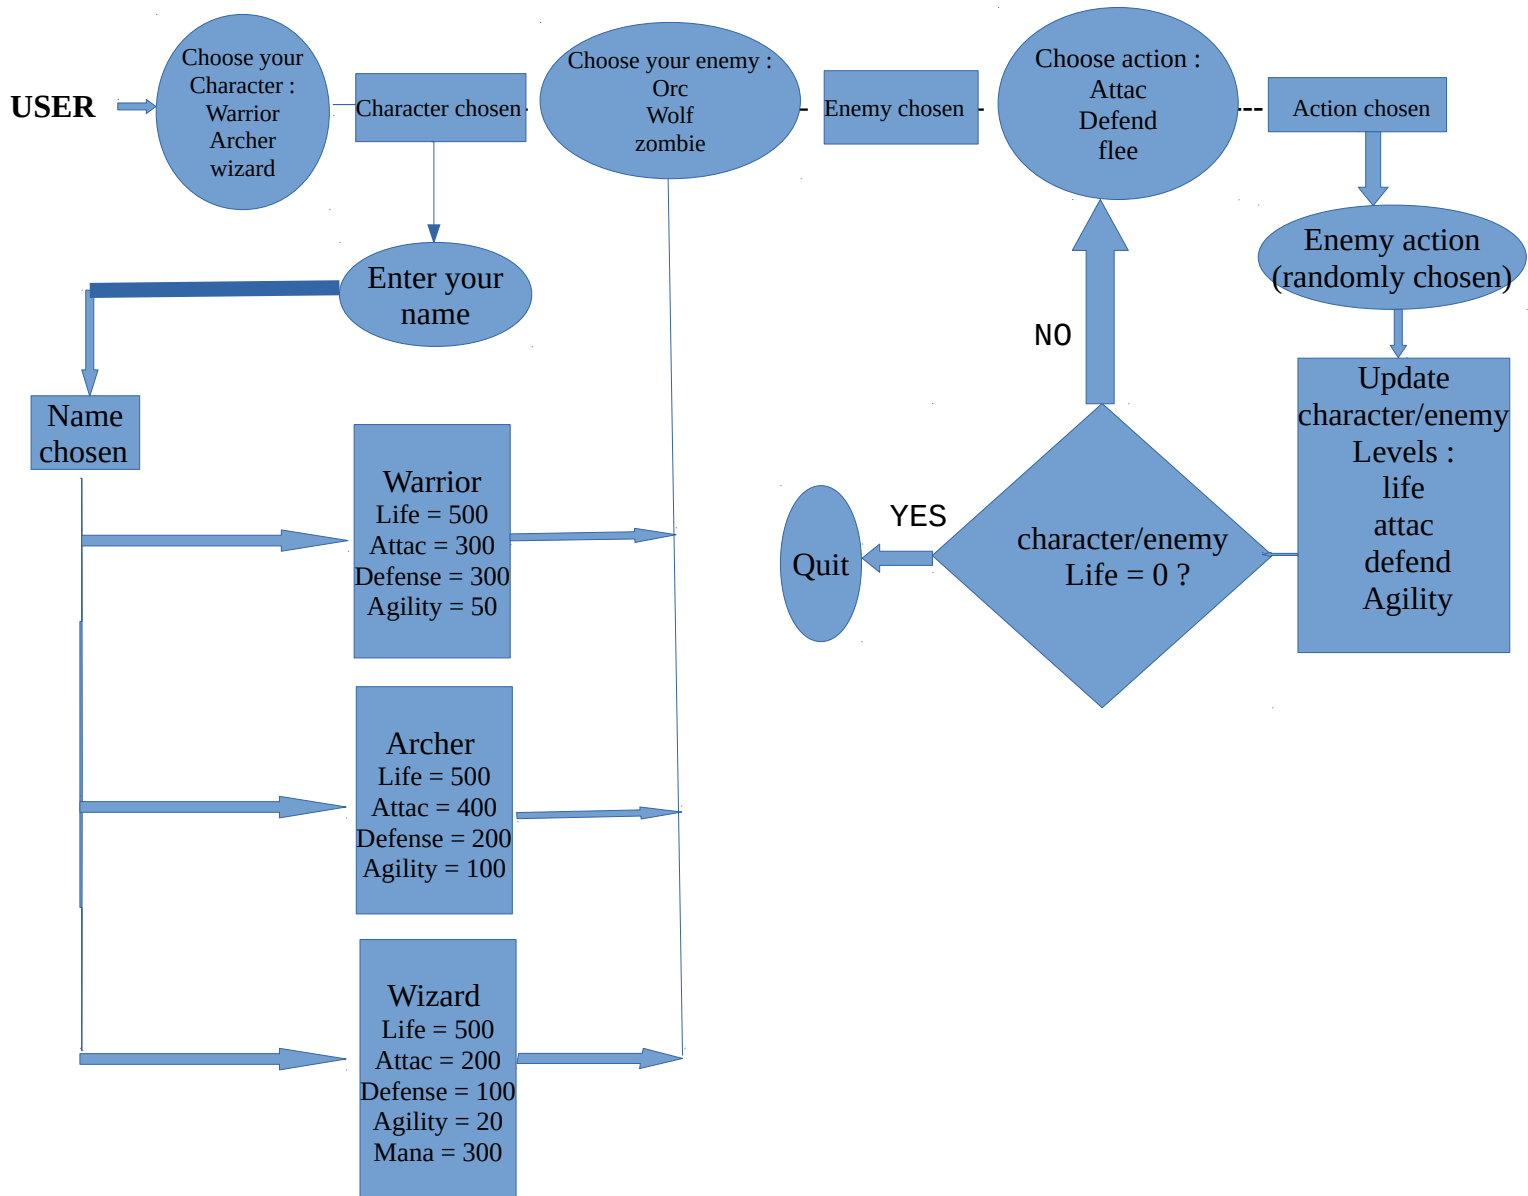 USER
Choose your
Character :
Warrior
Archer
wizard
Character chosen
Choose your enemy :
Orc
Wolf
zombie
Enemy chosen
Choose action :
Attac
Defend
flee
Action chosen
Enter your
name
Enemy action
(randomly chosen)
NO
Name
chosen
Update
character/enemy
Levels :
life
attac
defend
Agility
Warrior
Life = 500
Attac = 300
Defense = 300
Agility = 50
YES
Quit
character/enemy
Life = 0 ?
Archer
Life = 500
Attac = 400
Defense = 200
Agility = 100
Wizard
Life = 500
Attac = 200
Defense = 100
Agility = 20
Mana = 300